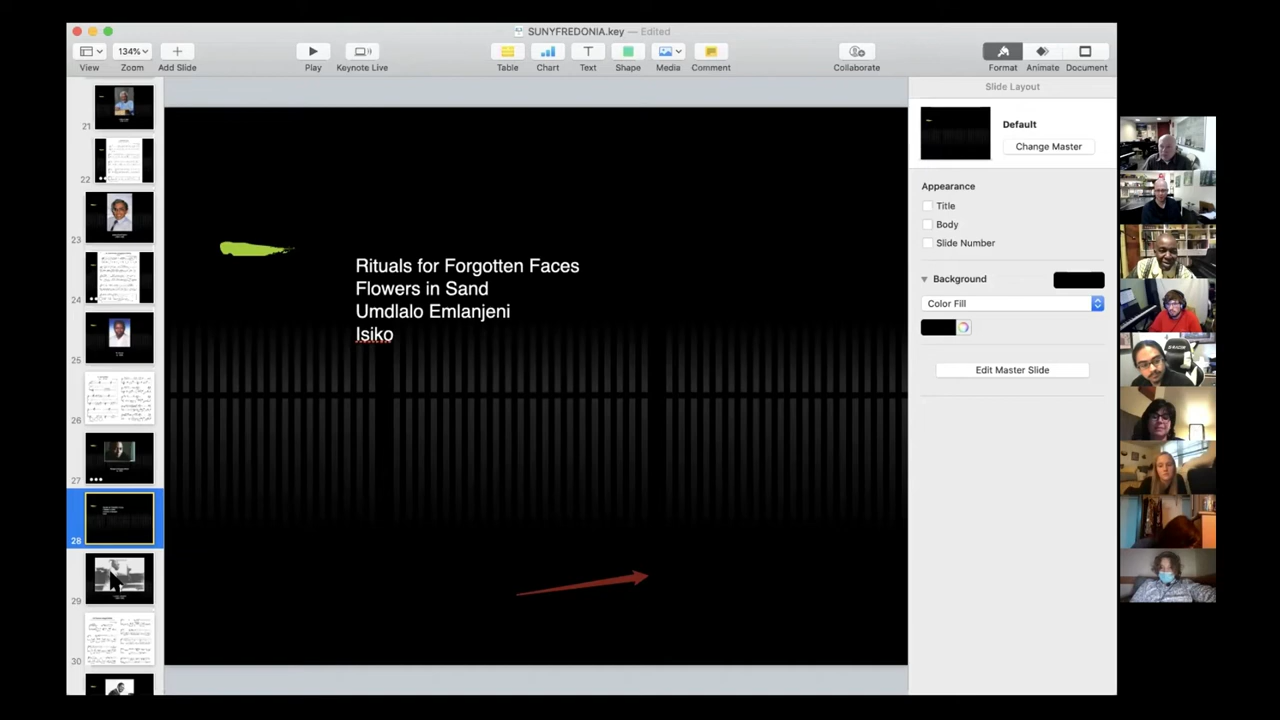 SUNYFREDONIA.key — Edited
134%
View
Zoom
Add Slide
Play
Keynote Live
Table
Chart
Text
Shape
Media
Comment
Collaborate
Format
Animate
Document
21
22
23
24
25
26
27
28
29
30
Rituals for Forgotten Faces
Flowers in Sand
Umdlalo Emlanjeni
Isiko
Slide Layout
Default
Change Master
Appearance
Title
Body
Slide Number
Background
Color Fill
Edit Master Slide